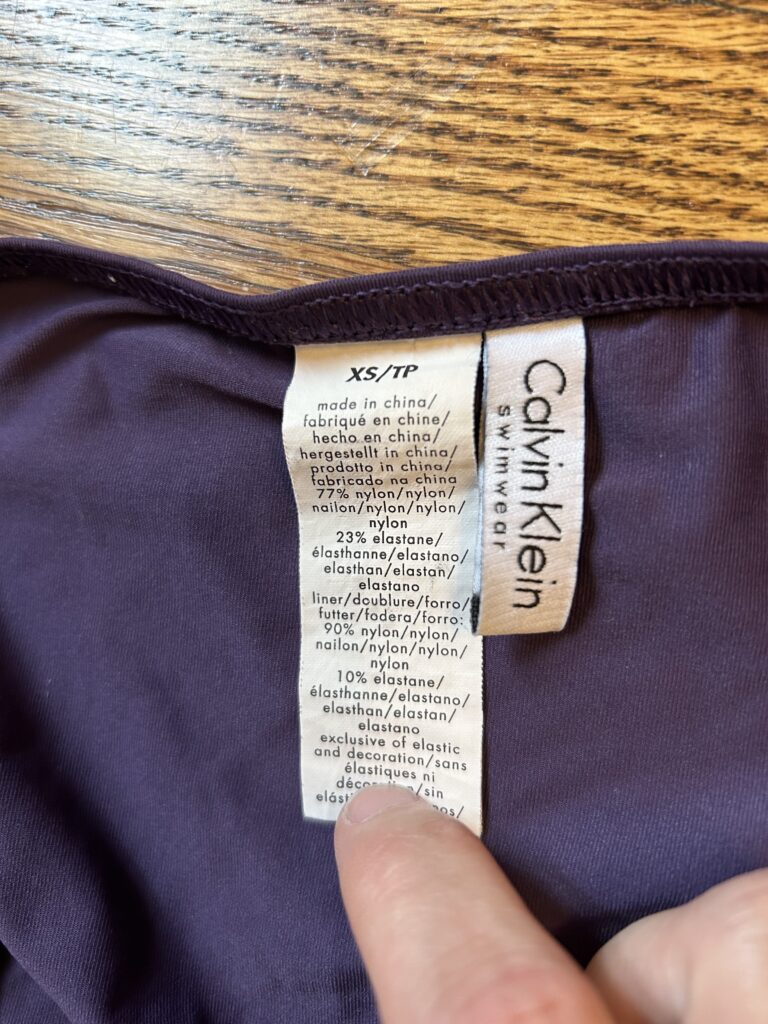 XS/TP
made in china/
fabriqué en chine/
hecho en china/
hergestellt in china/
prodotto in china/
fabricado na china
77% nylon/nylon/
nailon/nylon/nylon/
nylon
23% elastane/
élasthanne/elastano/
elasthan/elastan/
elastano
liner/doublure/forro/
futter/fodera/forro:
90% nylon/nylon/
nailon/nylon/nylon/
nylon
10% elastane/
élasthanne/elastano/
elasthan/elastan/
elastano
exclusive of elastic
and decoration/sans
élastiques ni
/sin
Calvin Klein
swimwear